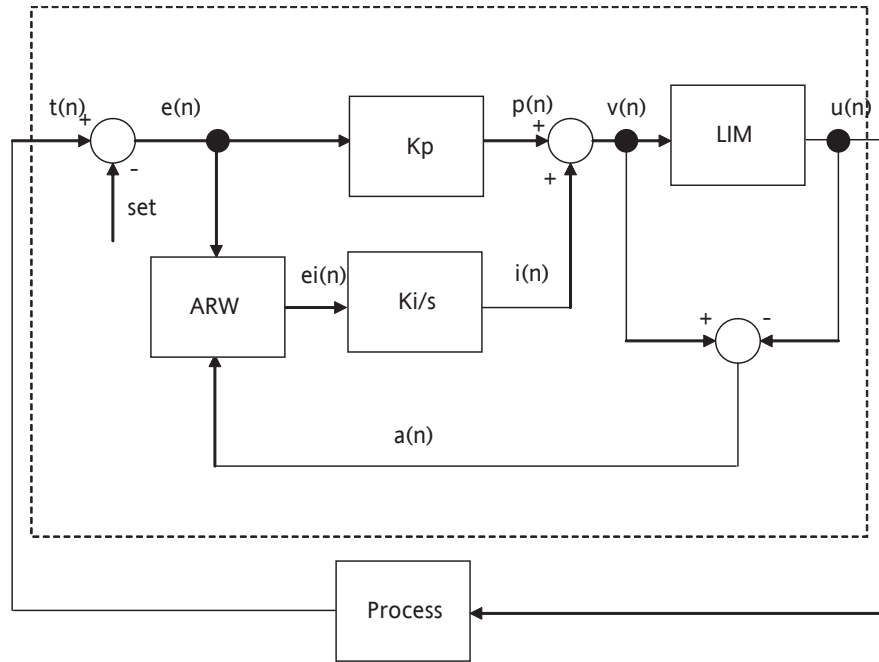 t(n)
+
e(n)
-
set
Kp
p(n)
+
+
v(n)
LIM
u(n)
ARW
ei(n)
Ki/s
i(n)
+
-
a(n)
Process